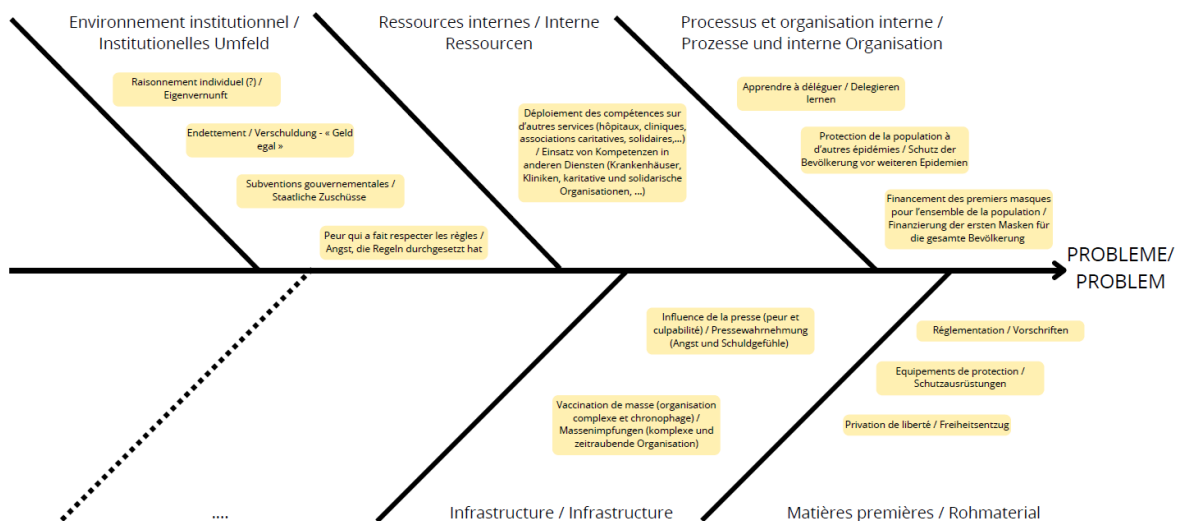 Environnement institutionnel /
Institutionelles Umfeld
Raisonnement individuel (?) /
Eigenvernunft
Endettement / Verschuldung - « Geld
egal »
Subventions gouvernementales /
Staatliche Zuschüsse
Peur qui a fait respecter les règles /
Angst, die Regeln durchgesetzt hat
Ressources internes / Interne
Ressourcen
Déploiement des compétences sur
d'autres services (hôpitaux, cliniques,
associations caritatives, solidaires,...)
/ Einsatz von Kompetenzen in
anderen Diensten (Krankenhäuser,
Kliniken, karitative und solidarische
Organisationen, ...)
Processus et organisation interne /
Prozesse und interne Organisation
Apprendre à déléguer / Delegieren
lernen
Protection de la population à
d'autres épidémies / Schutz der
Bevölkerung vor weiteren Epidemien
Financement des premiers masques
pour l'ensemble de la population /
Finanzierung der ersten Masken für
die gesamte Bevölkerung
PROBLEME/
PROBLEM
....
Influence de la presse (peur et
culpabilité) / Pressewahrnehmung
(Angst und Schuldgefühle)
Vaccination de masse (organisation
complexe et chronophage) /
Massenimpfungen (komplexe und
zeitraubende Organisation)
Infrastructure / Infrastructure
Réglementation / Vorschriften
Equipements de protection /
Schutzausrüstungen
Privation de liberté / Freiheitsentzug
Matières premières / Rohmaterial